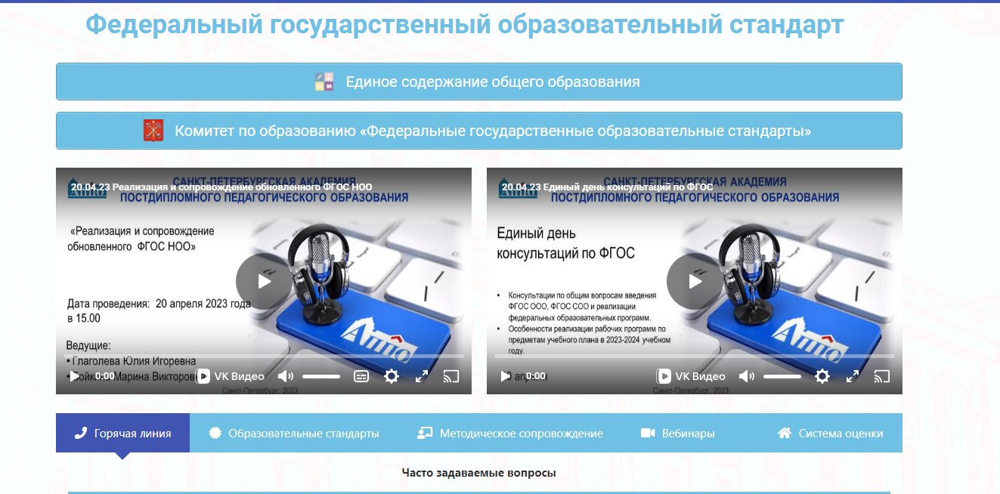 Федеральный государственный образовательный стандарт
Единое содержание общего образования
Комитет по образованию «Федеральные государственные образовательные стандарты»
20.04.23 Реализация и сопровождение обновленного ФГОС НОО
САНКТ-ПЕТЕРБУРГСКАЯ АКАДЕМИЯ
ПОСТДИПЛОМНОГО ПЕДАГОГИЧЕСКОГО ОБРАЗОВАНИЯ
«Реализация и сопровождение
обновленного ФГОС НОО»
Дата проведения: 20 апреля 2023 года
в 15.00
Ведущие:
• Глаголева Юлия Игоревна
Марина
0:00
VK Видео
Санкт-Петербург, 2023
20.04.23 Единый день консультаций по ФГОС
САНКТ-ПЕТЕРБУРГСКАЯ АКАДЕМИЯ
ПОСТДИПЛОМНОГО ПЕДАГОГИЧЕСКОГО ОБРАЗОВАНИЯ
Единый день
консультаций по ФГОС
• Консультации по общим вопросам введения
ФГОС ООО, ФГОС СОО и реализации
федеральных образовательных программ.
• Особенности реализации рабочих программ по
предметам учебного плана в 2023-2024 учебном
году.
0:00
VK Видео
Санкт-Петербург, 2023
Горячая линия
Образовательные стандарты
Методическое сопровождение
Вебинары
Система оценки
Часто задаваемые вопросы